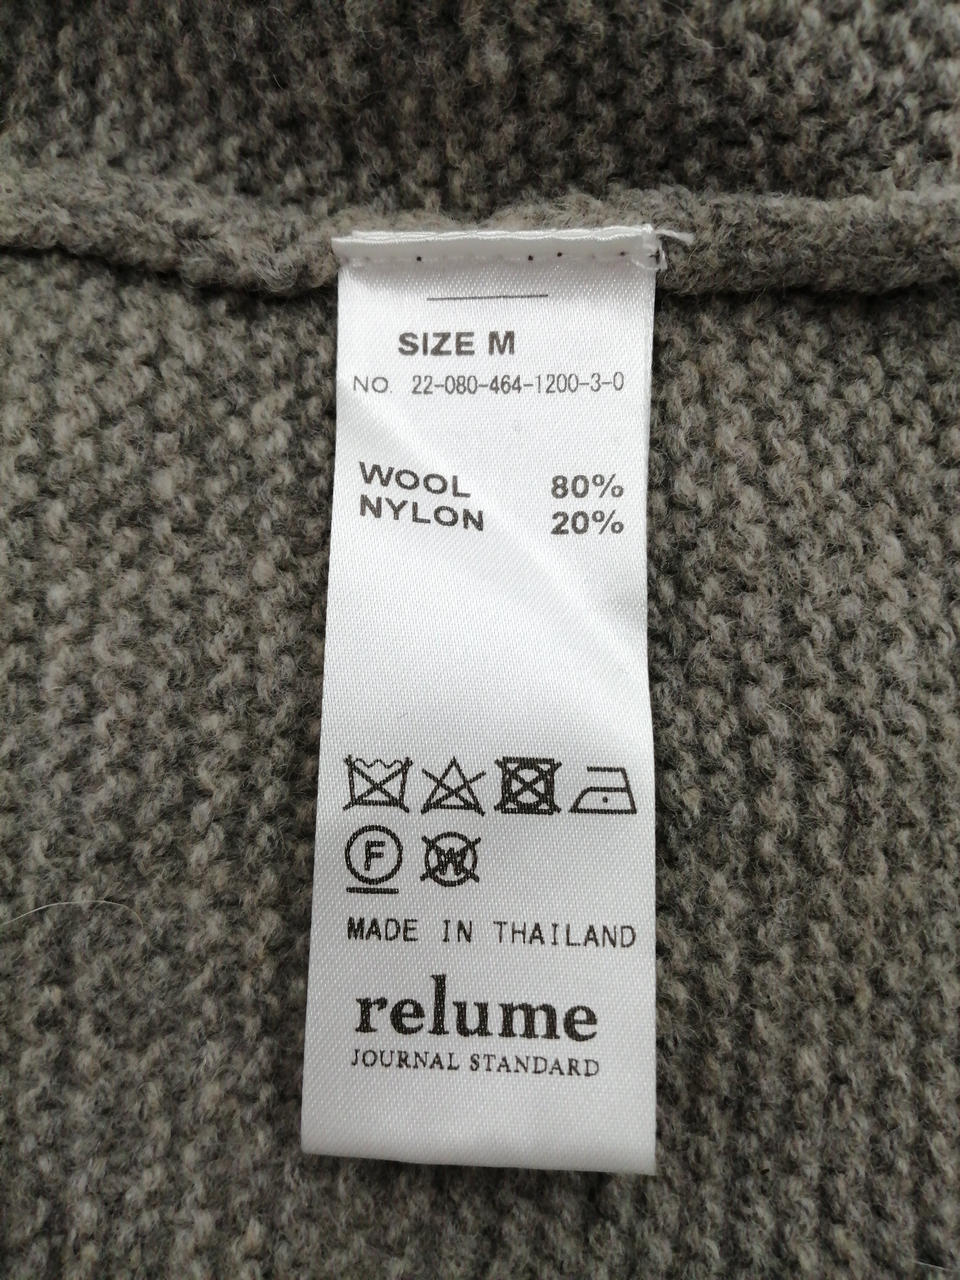 SIZE M
NO. 22-080-464-1200-3-0
WOOL 80%
NYLON 20%
F W
MADE IN THAILAND
relume
JOURNAL STANDARD